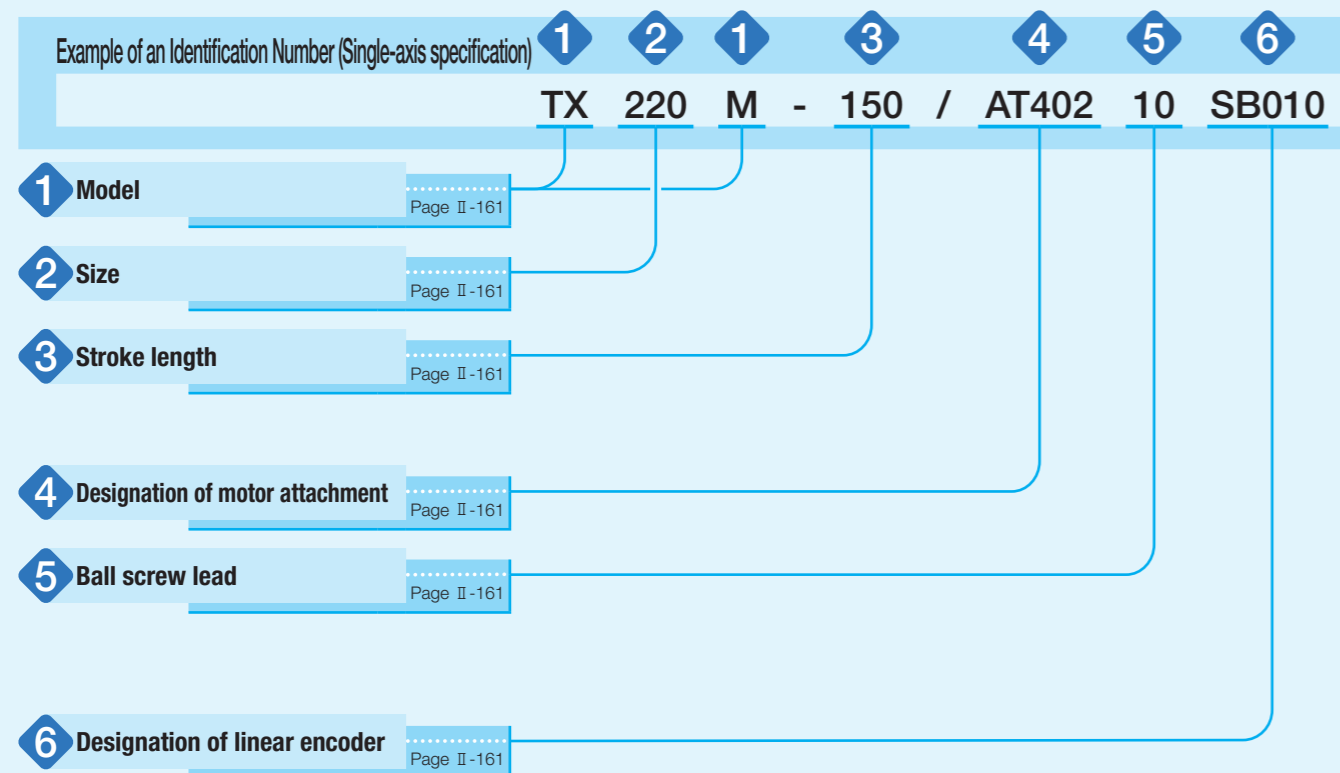 Example of an Identification Number (Single-axis specification) 1 2 1 3 4 5 6
TX 220 M - 150 / AT402 10 SB010
1 Model
Page Ⅱ-161
2 Size
Page Ⅱ-161
3 Stroke length
Page Ⅱ-161
4 Designation of motor attachment
Page Ⅱ-161
5 Ball screw lead
Page Ⅱ-161
6 Designation of linear encoder
Page Ⅱ-161